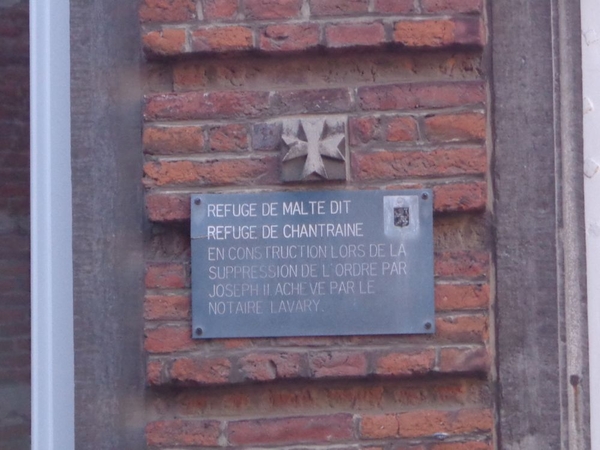 REFUGE DE MALTE DIT
REFUGE DE CHANTRAINE
EN CONSTRUCTION LORS DE LA
SUPPRESSION DE L'ORDRE PAR
JOSEPH II ACHEVE PAR LE
NOTAIRE LAVARY.